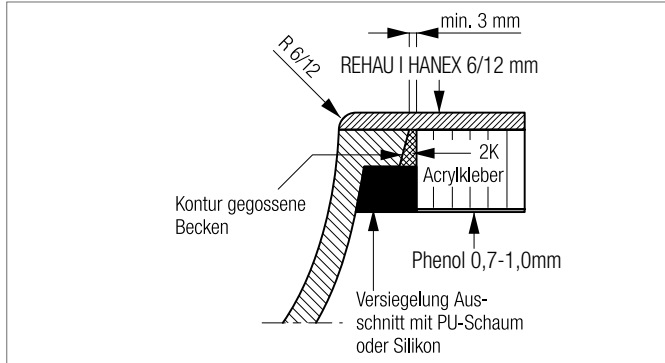 min. 3 mm
R 6/12
REHAU I HANEX 6/12 mm
2K
Acrylkleber
Kontur gegossene
Becken
Phenol 0,7-1,0mm
Versiegelung Aus-
schnitt mit PU-Schaum
oder Silikon